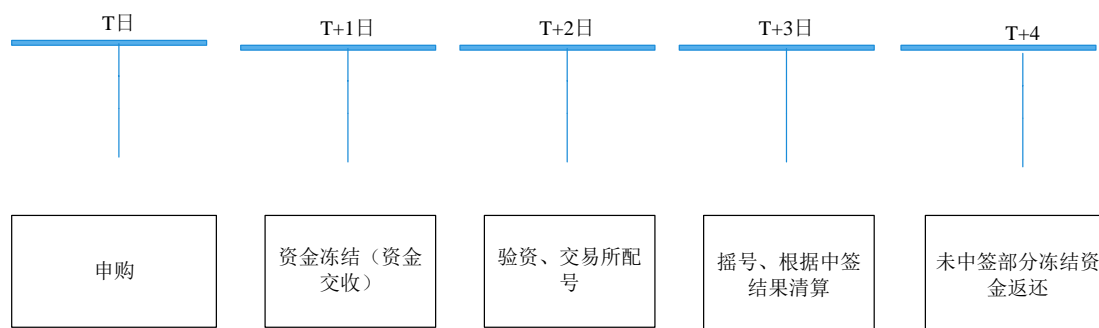 T日
T+1日
T+2日
T+3日
T+4
申购
资金冻结（资金
交收）
验资、交易所配
号
摇号、根据中签
结果清算
未中签部分冻结资
金返还